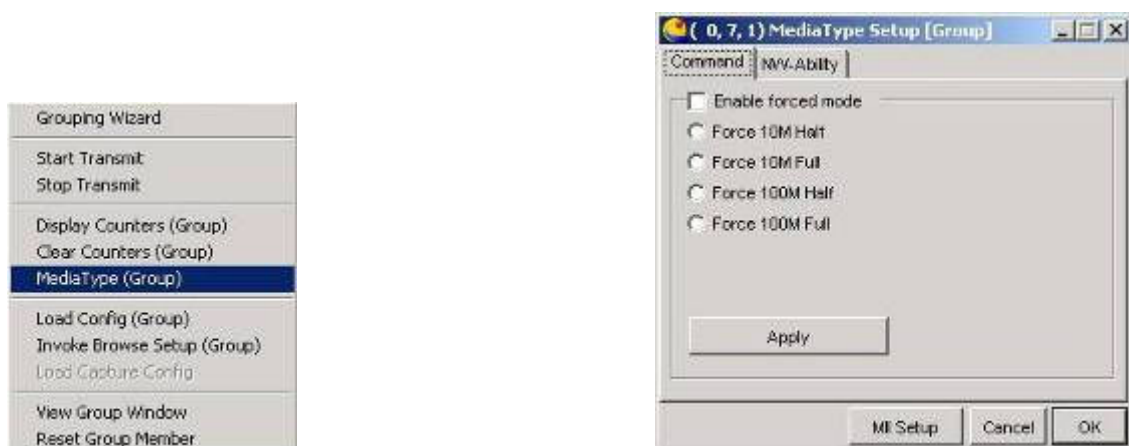 Grouping Wizard
Start Transmit
Stop Transmit
Display Counters (Group)
Clear Counters (Group)
MediaType (Group)
Load Config (Group)
Invoke Browse Setup (Group)
Load Capture Config
View Group Window
Reset Group Member
( 0, 7, 1) MediaType Setup [Group]
Command NW-Ability
Enable forced mode
Force 10M Half
Force 10M Full
Force 100M Half
Force 100M Full
Apply
MII Setup Cancel OK